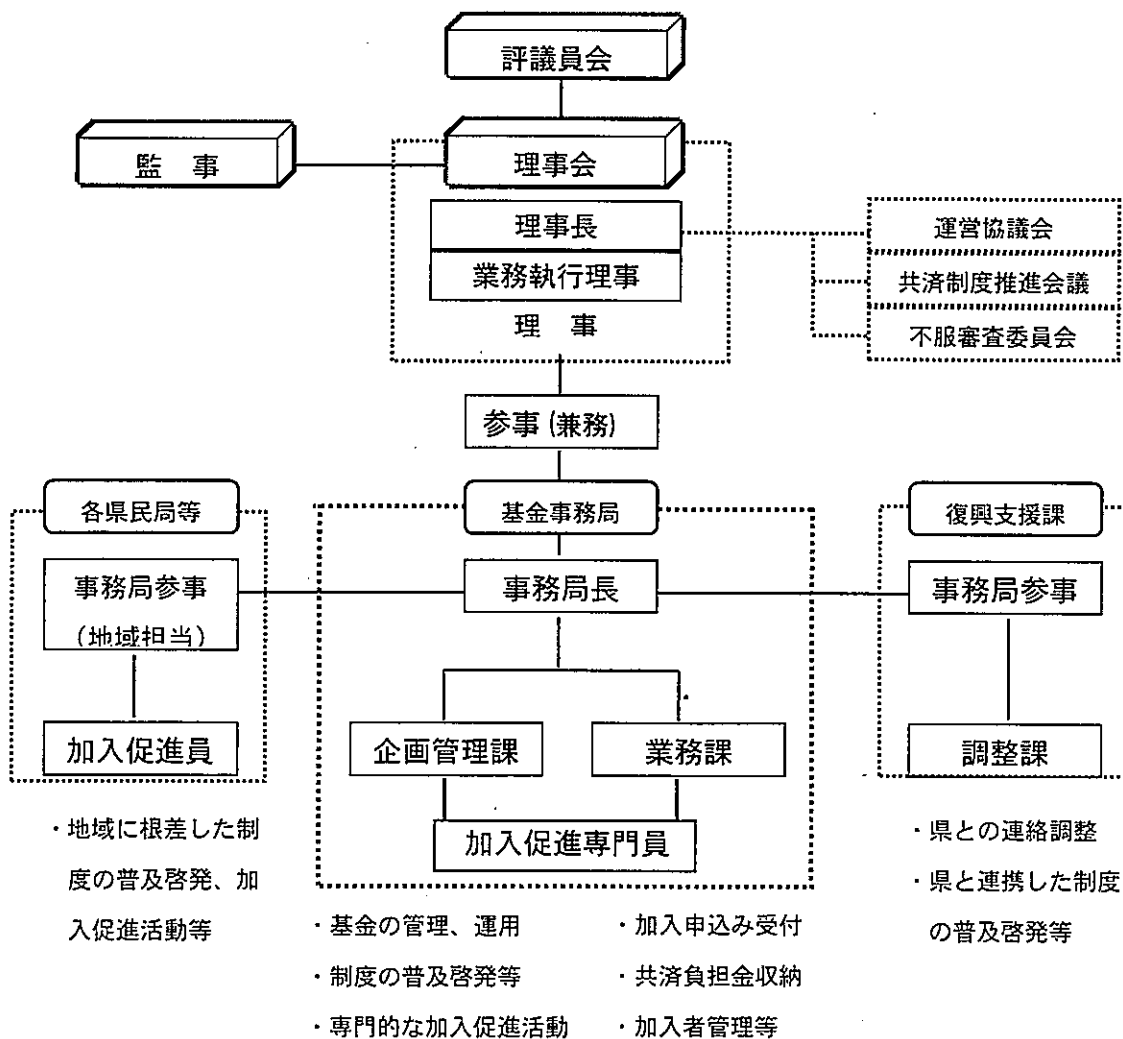 評議員会
監　事
理事会
理事長
業務執行理事
理　事
運営協議会
共済制度推進会議
不服審査委員会
参事(兼務)
各県民局等
基金事務局
復興支援課
事務局参事
（地域担当）
事務局長
事務局参事
加入促進員
企画管理課
業務課
調整課
加入促進専門員
・地域に根差した制
度の普及啓発、加
入促進活動等
・基金の管理、運用
・制度の普及啓発等
・専門的な加入促進活動
・加入申込み受付
・共済負担金収納
・加入者管理等
・県との連絡調整
・県と連携した制度
の普及啓発等